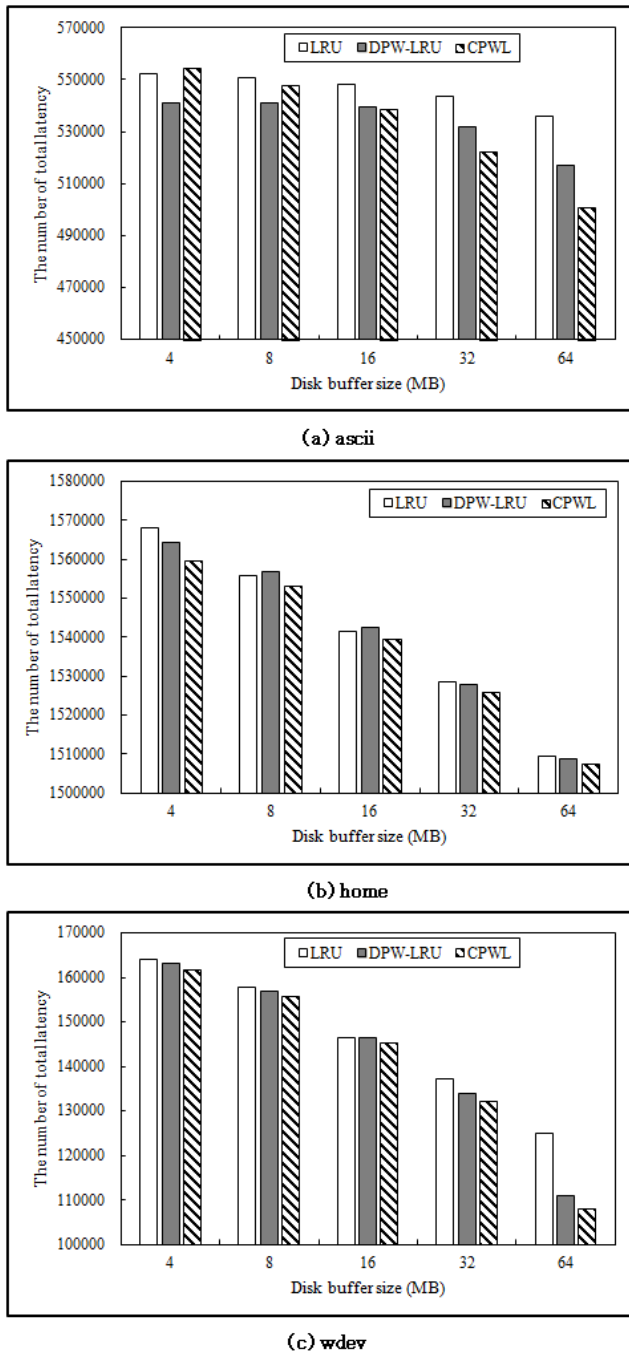 570000
LRU DPW-LRU CPWL
550000
530000
510000
490000
470000
450000
The number of total latency
4 8 16 32 64
Disk buffer size (MB)
(a) ascii
1580000
LRU DPW-LRU CPWL
1570000
1560000
1550000
1540000
1530000
1520000
1510000
1500000
The number of total latency
4 8 16 32 64
Disk buffer size (MB)
(b) home
170000
LRU DPW-LRU CPWL
160000
150000
140000
130000
120000
110000
100000
The number of total latency
4 8 16 32 64
Disk buffer size (MB)
(c) wdev